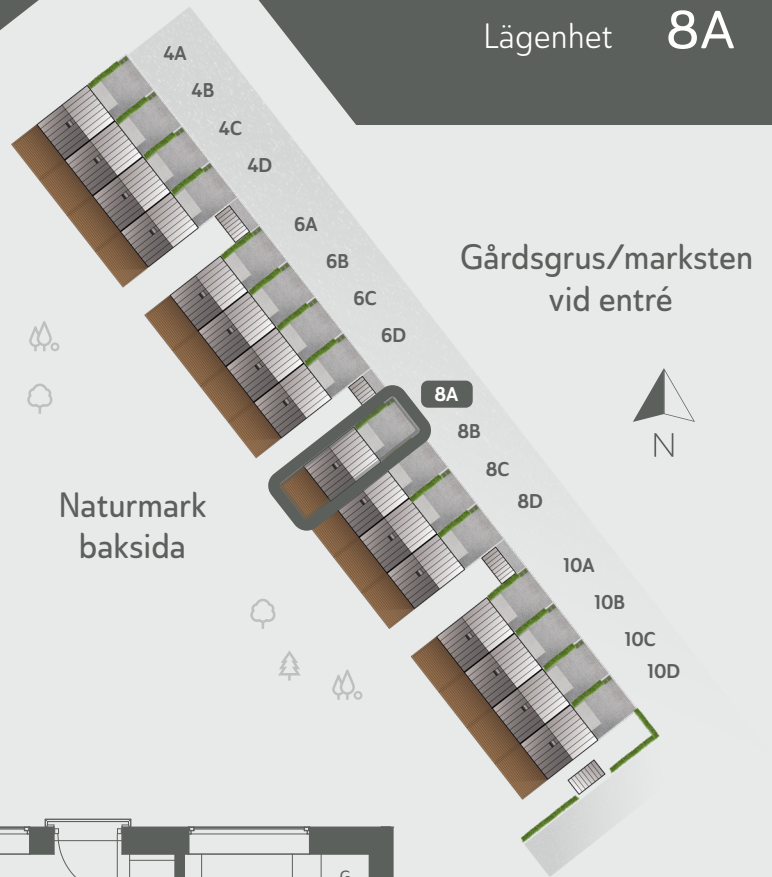 Lägenhet 8A
4A
4B
4C
4D
6A
6B
6C
6D
Gårdsgrus/marksten
vid entré
8A
8B
8C
8D
N
Naturmark
baksida
10A
10B
10C
10D
G